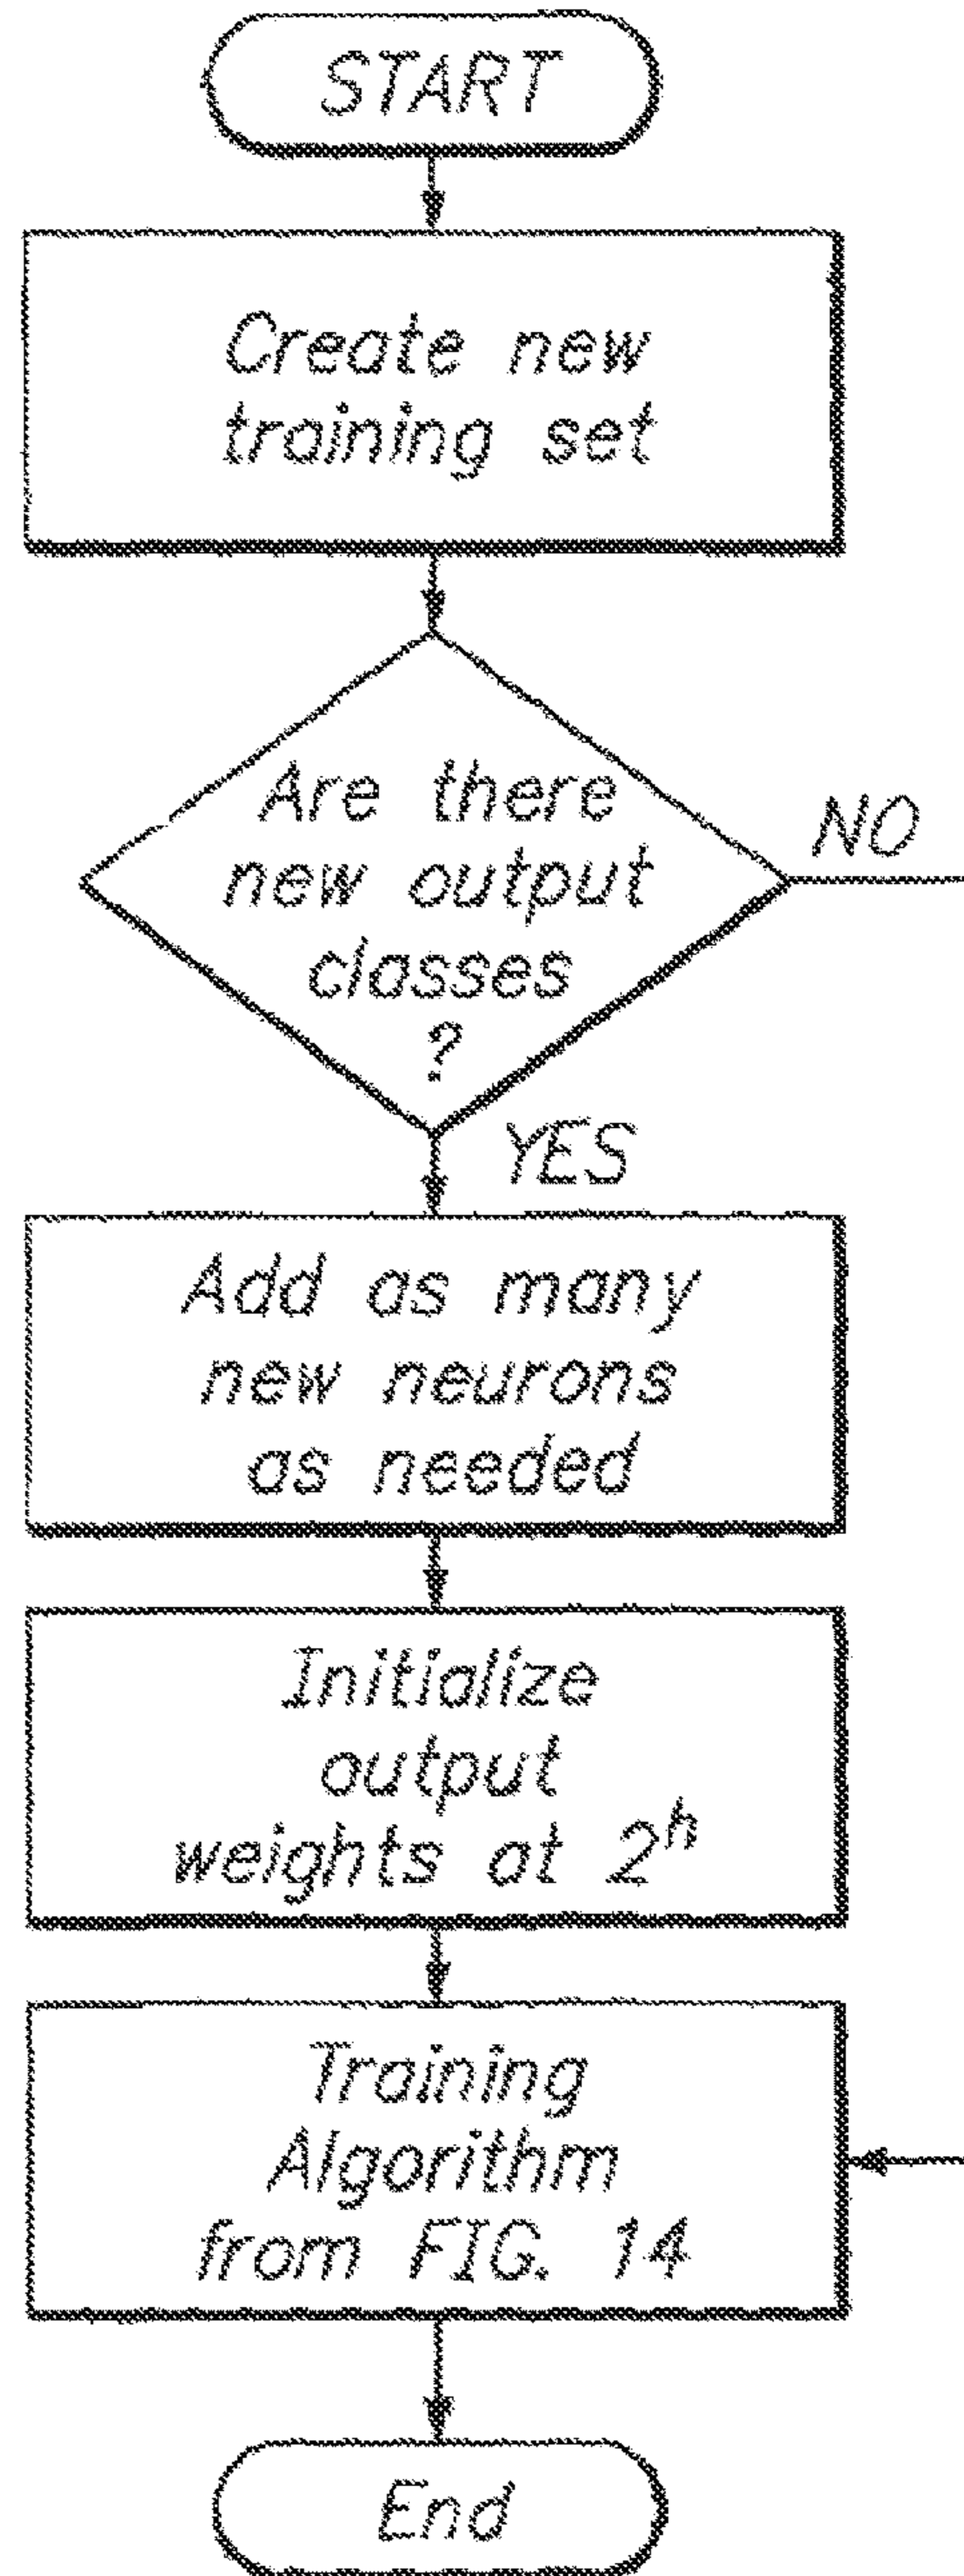 START
Create new
training set
Are there
new output
classes
?
NO
YES
Add as many
new neurons
as needed
Initialize
output
weights at 2ʰ
Training
Algorithm
from FIG. 14
End